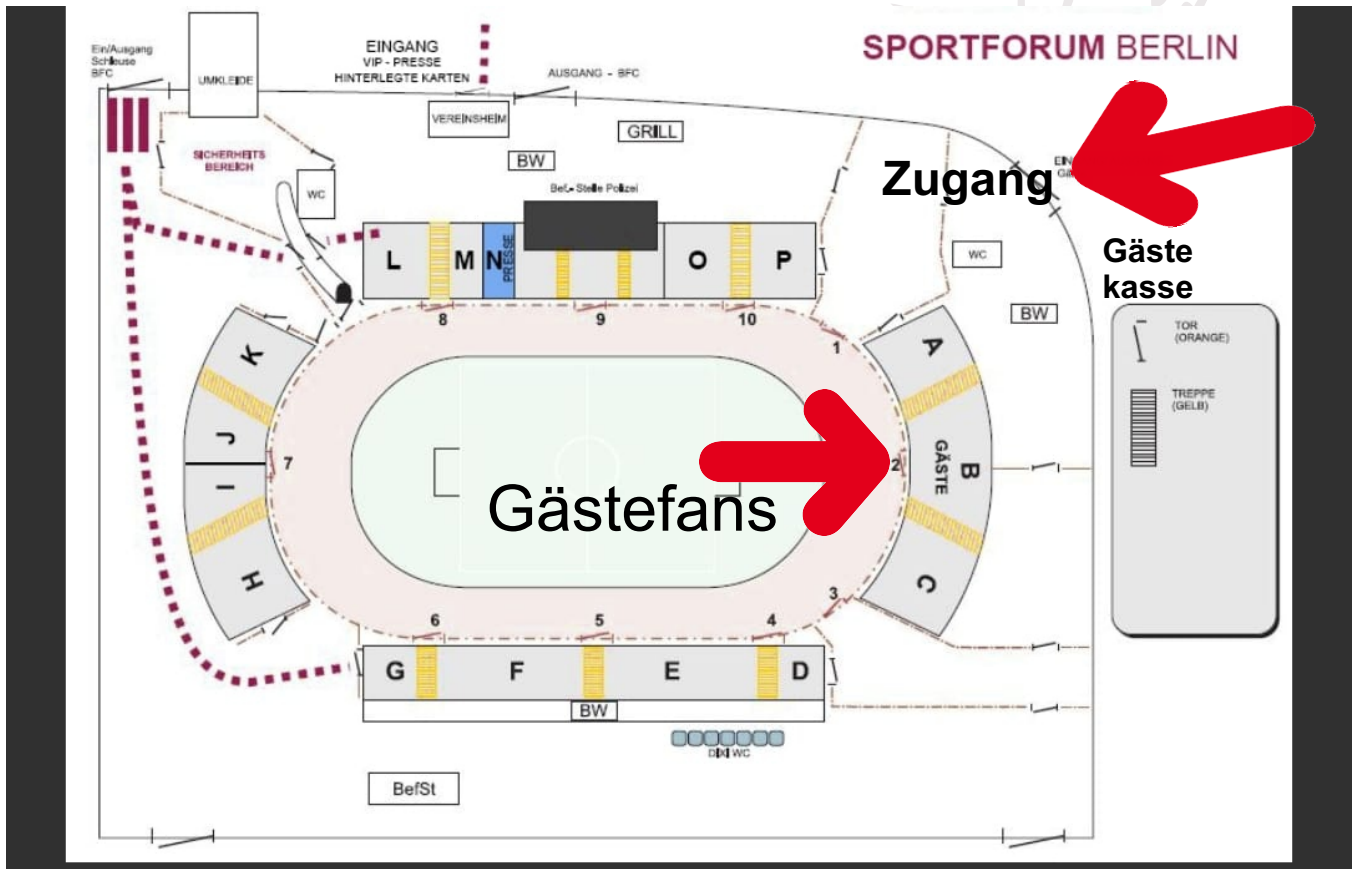 SPORTFORUM BERLIN
Ein/Ausgang
Schleuse
BFC
UMKLEIDE
EINGANG
VIP - PRESSE
HINTERLEGTE KARTEN
AUSGANG - BFC
VEREINSHEIM
GRILL
BW
SICHERHEITS
BEREICH
WC
Bef.- Stelle Polizei
Zugang
WC
Gäste
kasse
BW
L
M
N
PRESSE
O
P
8
9
10
1
TOR
(ORANGE)
TREPPE
(GELB)
K
J
I
H
7
A
B
GÄSTE
C
2
Gästefans
3
6
5
4
G
F
E
D
BW
DIXI WC
BefSt